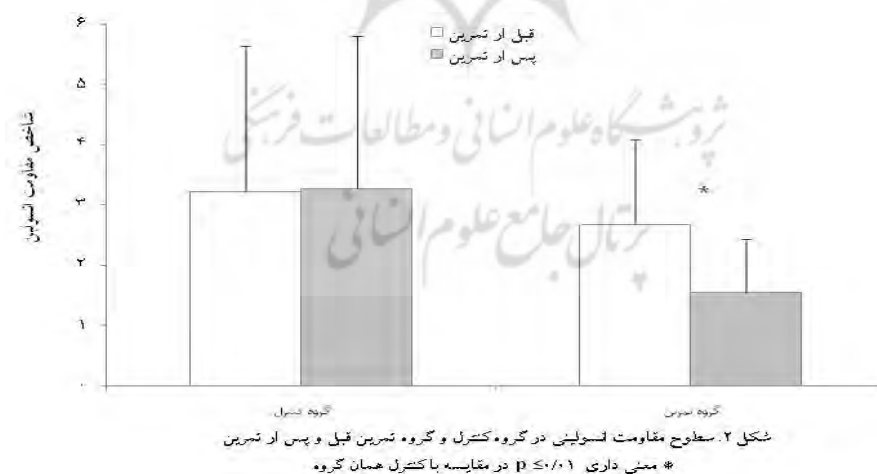 قبل از تمرین
پس از تمرین
شاخص مقاومت انسولین
۶
۵
۴
۳
۲
۱
۰
پژوهشگاه علوم انسانی و مطالعات فرهنگی
پرتال جامع علوم انسانی
*
گروه کنترل
گروه تمرین
شکل ۲. سطوح مقاومت انسولینی در گروه کنترل و گروه تمرین قبل و پس از تمرین
* معنی داری p ≤۰/۰۱ در مقایسه با کنترل همان گروه